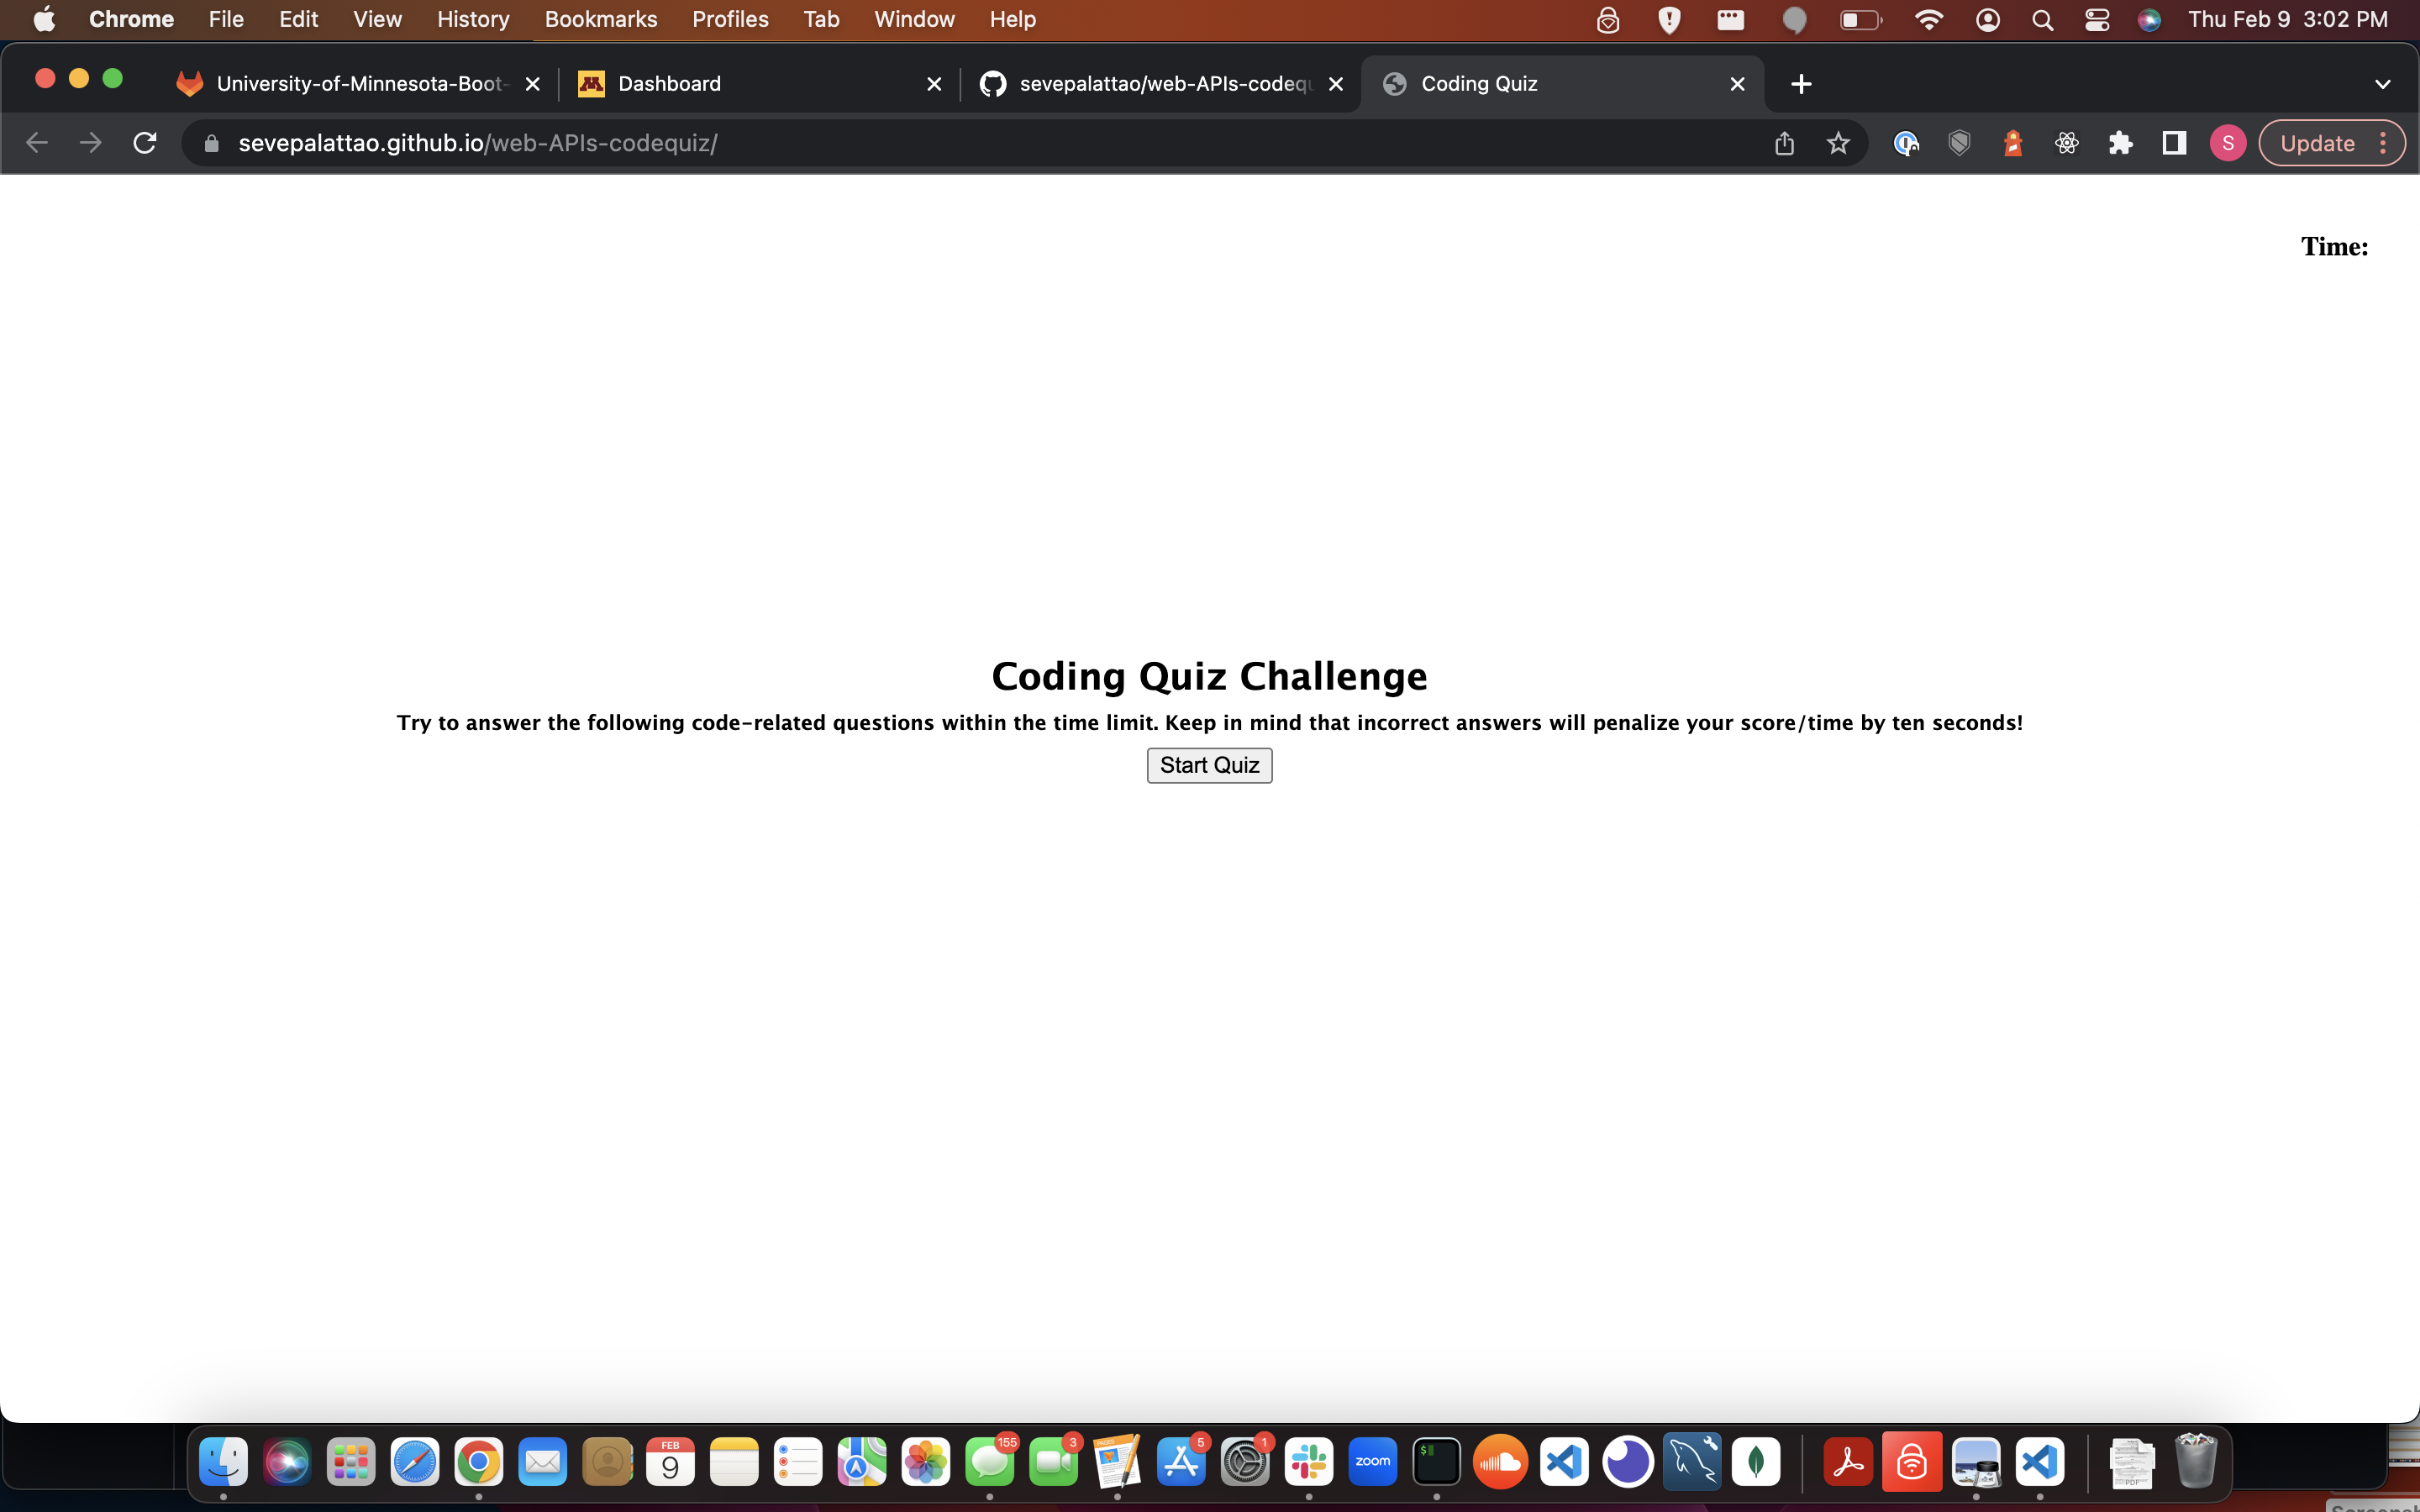 Chrome File Edit View History Bookmarks Profiles Tab Window Help Thu Feb 9 3:02 PM
University-of-Minnesota-Boot- Dashboard sevepalattao/web-APIs-codequ Coding Quiz
sevepalattao.github.io/web-APIs-codequiz/ S Update
Time:
Coding Quiz Challenge
Try to answer the following code-related questions within the time limit. Keep in mind that incorrect answers will penalize your score/time by ten seconds!
Start Quiz
FEB 155 3 5 1
9 zoom $
PDF